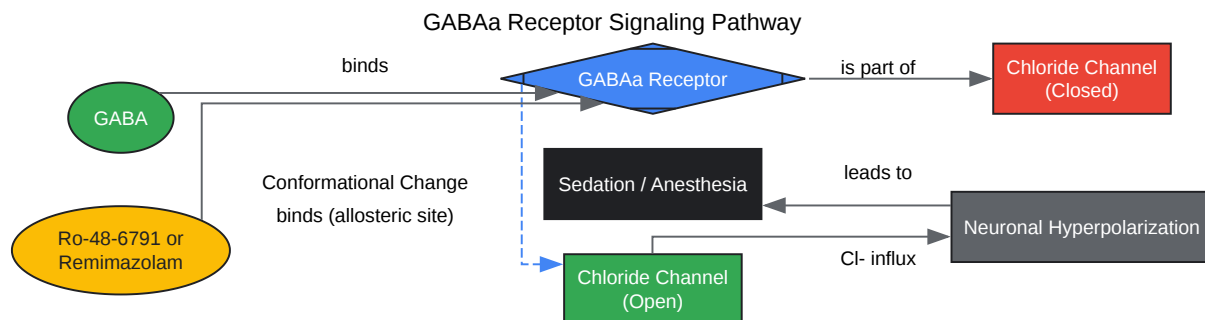 GABAa Receptor Signaling Pathway
binds
GABAa Receptor
is part of
Chloride Channel
(Closed)
GABA
Conformational Change
binds (allosteric site)
Sedation / Anesthesia
leads to
Neuronal Hyperpolarization
Ro-48-6791 or
Remimazolam
Chloride Channel
(Open)
Cl- influx